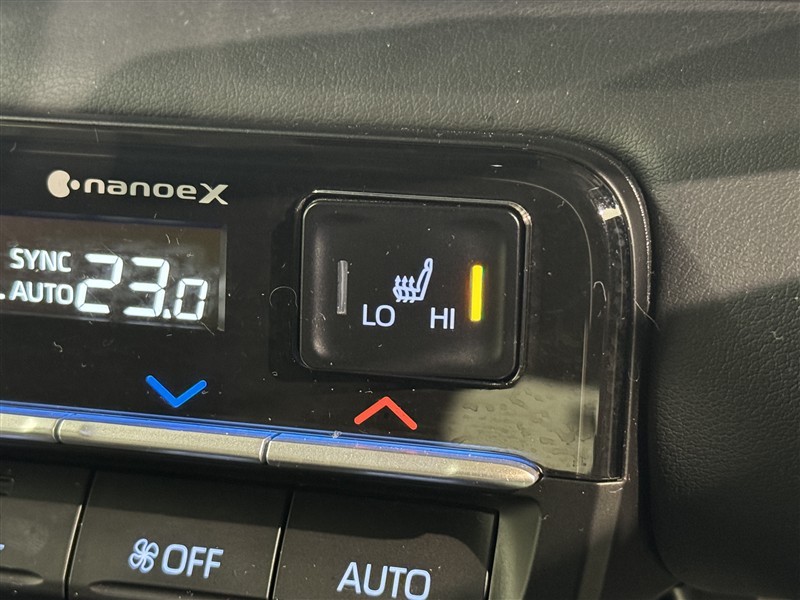 nanoeX
SYNC
AUTO 23.0
LO HI
OFF
AUTO